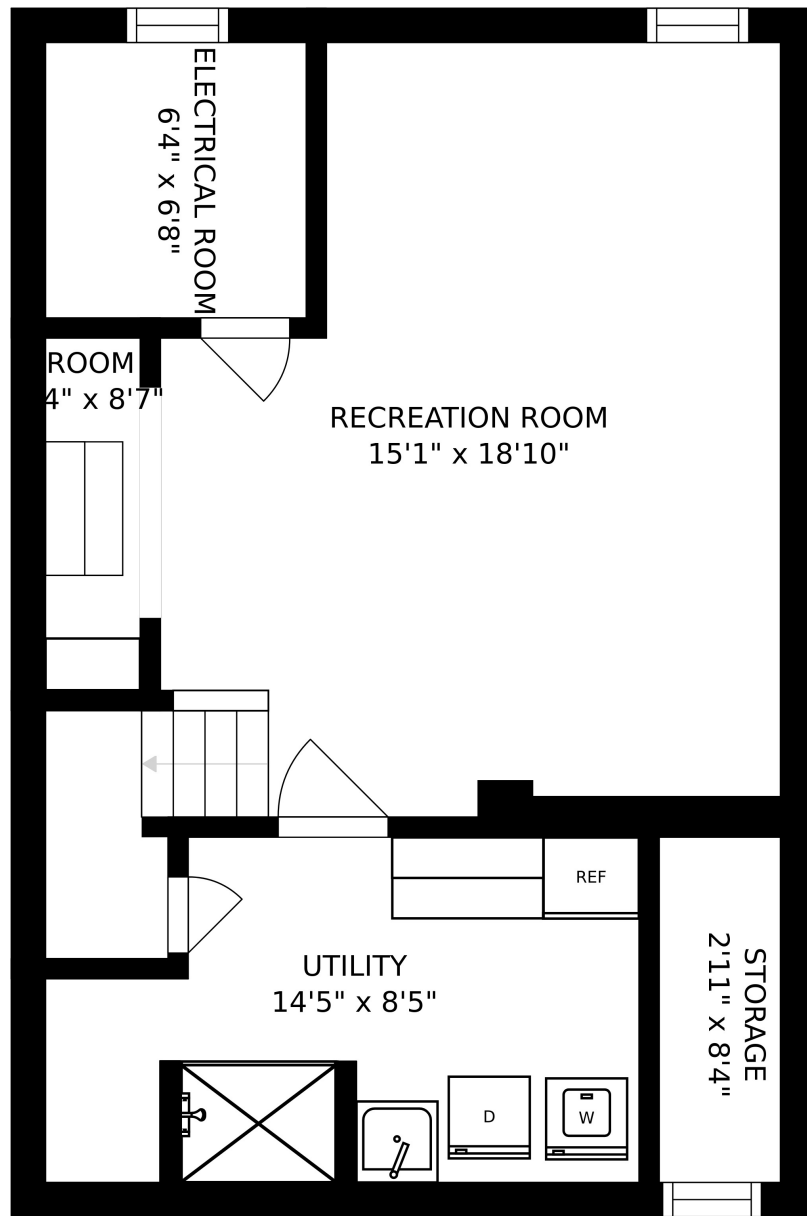 ELECTRICAL ROOM
6'4" x 6'8"
ROOM
4" x 8'7"
RECREATION ROOM
15'1" x 18'10"
REF
UTILITY
14'5" x 8'5"
STORAGE
2'11" x 8'4"
D
W